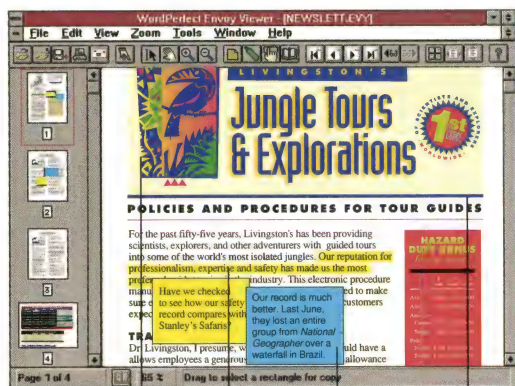 WordPerfect Envoy Viewer - [NEWSLETT.EVY]
File Edit View Zoom Tools Window Help
1
2
3
4
LIVINGSTON'S
Jungle Tours
& Explorations
1st
WORLDWIDE
POLICIES AND PROCEDURES FOR TOUR GUIDES
For the past fifty-five years, Livingston's has been providing
scientists, explorers, and other adventurers with guided tours
into some of the world's most isolated jungles. Our reputation for
professionalism, expertise and safety has made us the most
industry. This electronic procedure
manu ed to make
sure customers
expec
Have we checked
to see how our safety
record compares with
Stanley's Safaris?
Our record is much
better. Last June,
they lost an entire
group from National
Geographer over a
waterfall in Brazil.
HAZARD
TRA
Dr Livingston, I presume, w uld have a
allows employees a generous allowance
Page 1 of 4 65 % Drag to select a rectangle for copy